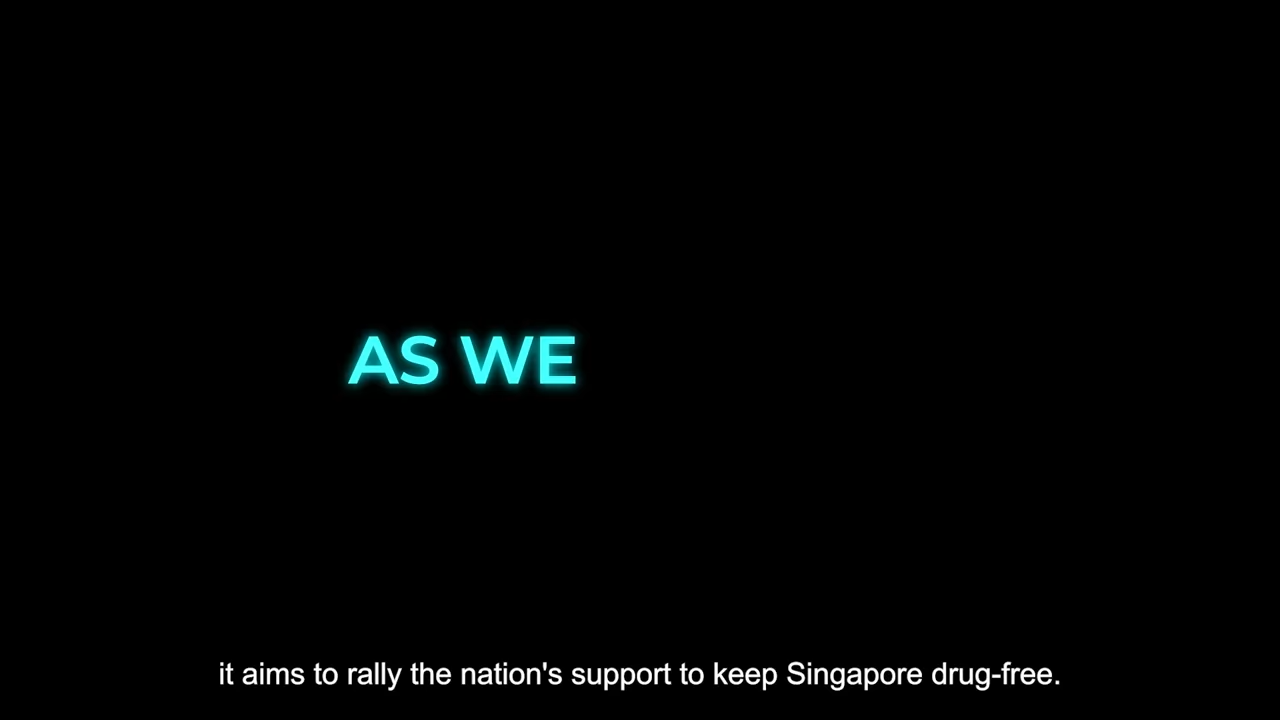 AS WE
it aims to rally the nation's support to keep Singapore drug-free.